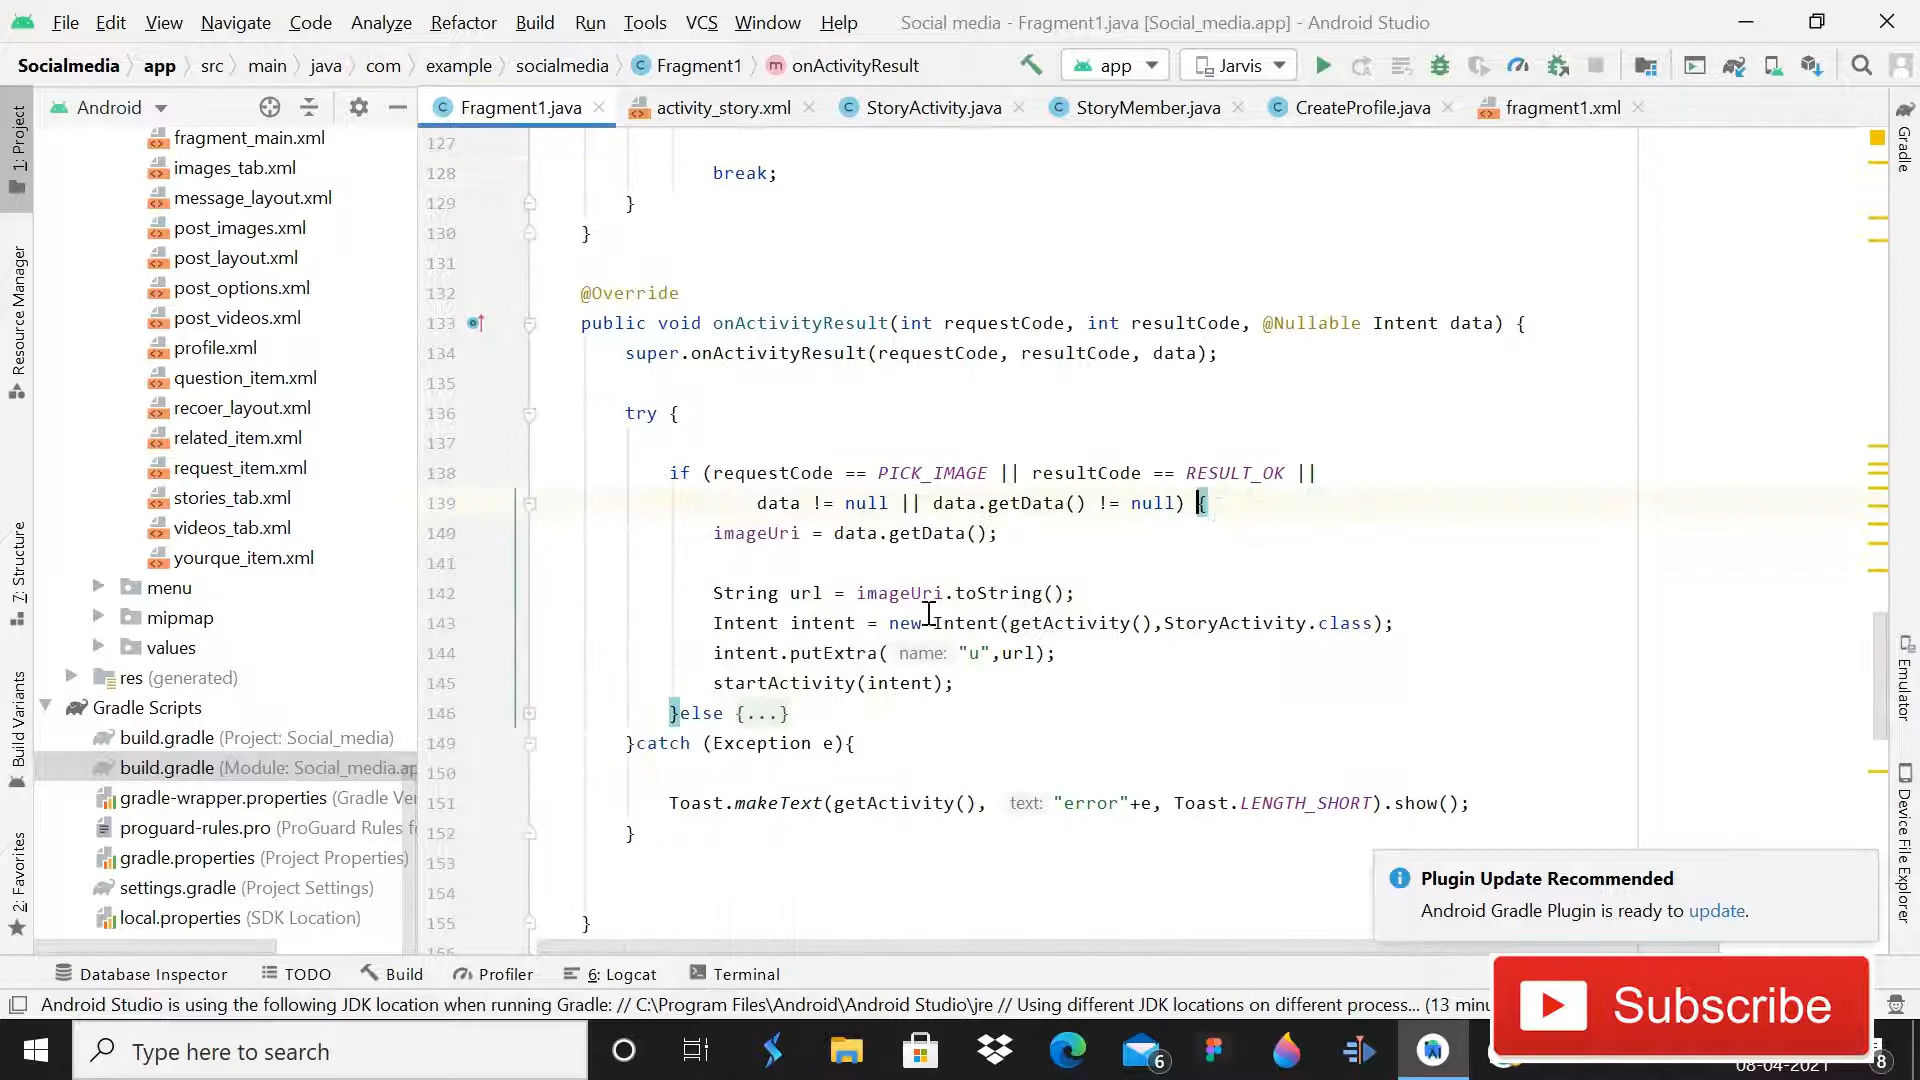 File Edit View Navigate Code Analyze Refactor Build Run Tools VCS Window Help Social media - Fragment1.java [Social_media.app] - Android Studio
Socialmedia app src main java com example socialmedia Fragment1 onActivityResult app Jarvis
Android
Fragment1.java activity_story.xml StoryActivity.java StoryMember.java CreateProfile.java fragment1.xml
1: Project
Resource Manager
7: Structure
Build Variants
2: Favorites
fragment_main.xml
images_tab.xml
message_layout.xml
post_images.xml
post_layout.xml
post_options.xml
post_videos.xml
profile.xml
question_item.xml
recoer_layout.xml
related_item.xml
request_item.xml
stories_tab.xml
videos_tab.xml
yourque_item.xml
menu
mipmap
values
res (generated)
Gradle Scripts
build.gradle (Project: Social_media)
build.gradle (Module: Social_media.ap
gradle-wrapper.properties (Gradle Ver
proguard-rules.pro (ProGuard Rules f
gradle.properties (Project Properties)
settings.gradle (Project Settings)
local.properties (SDK Location)
127
128 break;
129 }
130 }
131
132 @Override
133 public void onActivityResult(int requestCode, int resultCode, @Nullable Intent data) {
134 super.onActivityResult(requestCode, resultCode, data);
135
136 try {
137
138 if (requestCode == PICK_IMAGE || resultCode == RESULT_OK ||
139 data != null || data.getData() != null) {
140 imageUri = data.getData();
141
142 String url = imageUri.toString();
143 Intent intent = new Intent(getActivity(),StoryActivity.class);
144 intent.putExtra( name: "u",url);
145 startActivity(intent);
146 }else {...}
149 }catch (Exception e){
150
151 Toast.makeText(getActivity(), text: "error"+e, Toast.LENGTH_SHORT).show();
152 }
153
154
155 }
Gradle
Emulator
Device File Explorer
Plugin Update Recommended
Android Gradle Plugin is ready to update.
Database Inspector TODO Build Profiler 6: Logcat Terminal
Android Studio is using the following JDK location when running Gradle: // C:\Program Files\Android\Android Studio\jre // Using different JDK locations on different process... (13 minu
Subscribe
Type here to search
6
08-04-2021
8